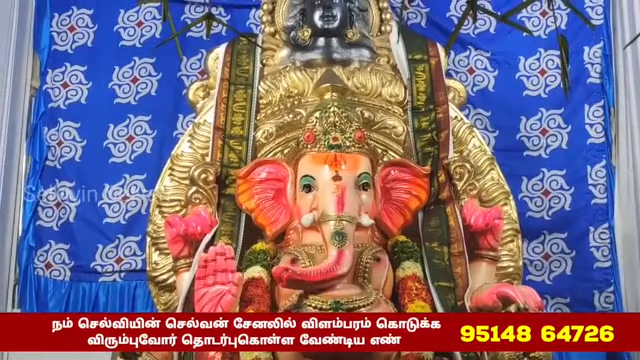 நம் செல்வியின் செல்வன் சேனலில் விளம்பரம் கொடுக்க
விரும்புவோர் தொடர்புகொள்ள வேண்டிய எண்
95148 64726